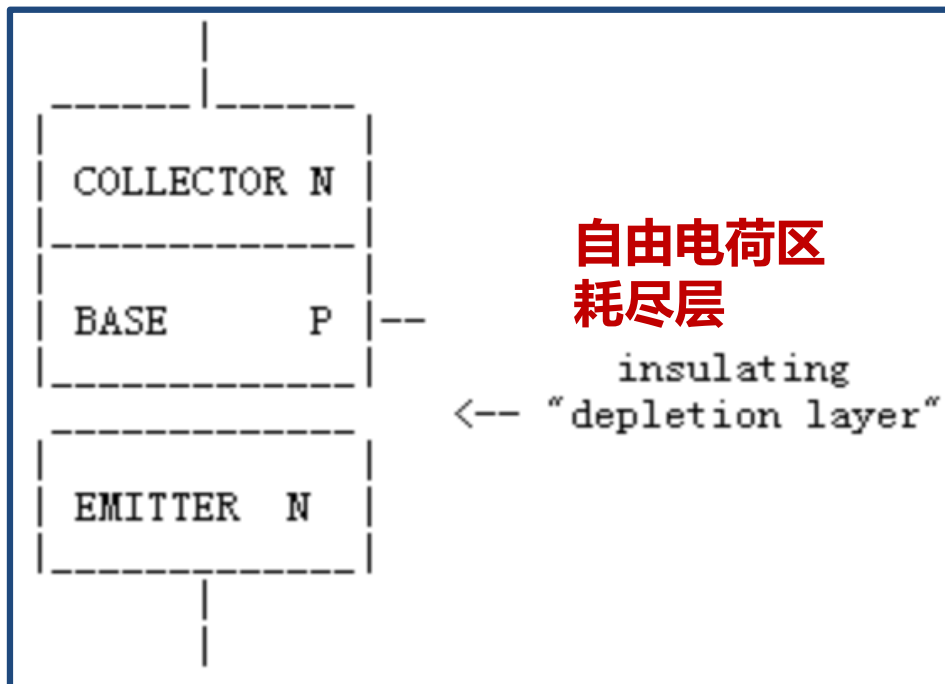 COLLECTOR N
自由电荷区
耗尽层
BASE P
insulating
<-- "depletion layer"
EMITTER N